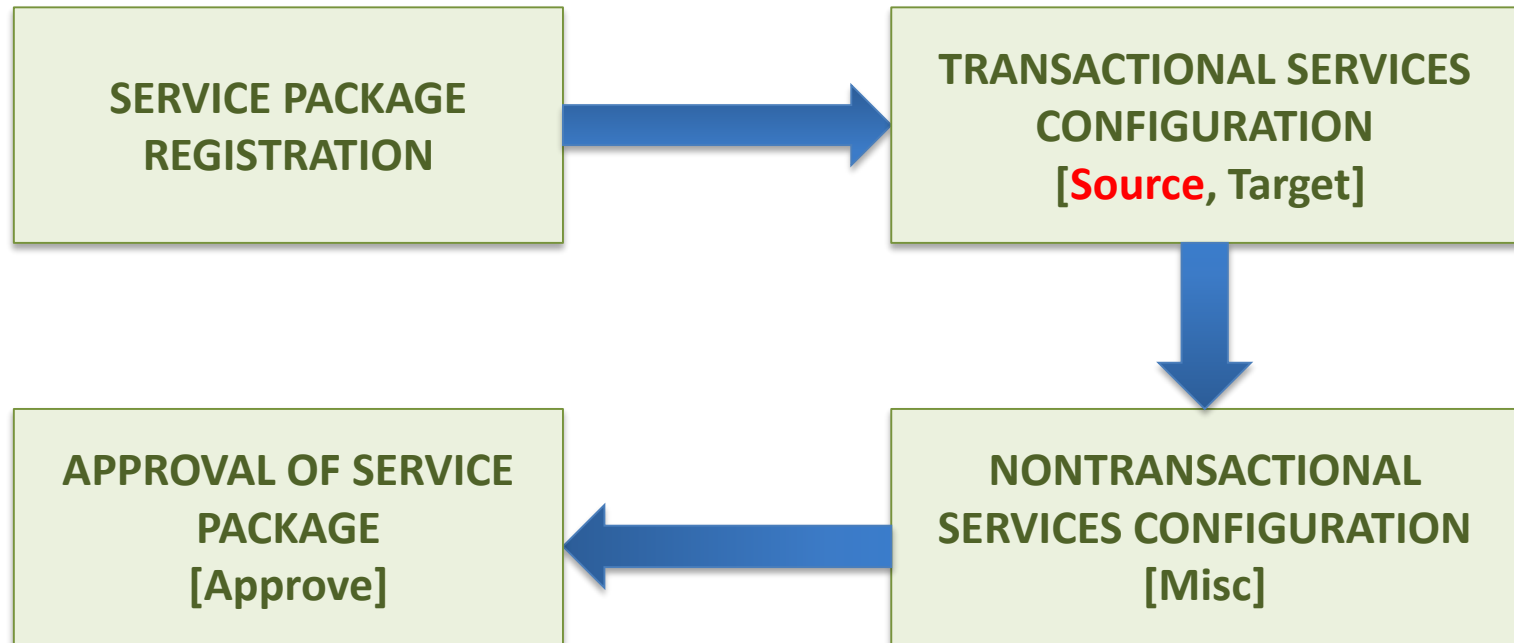 SERVICE PACKAGE
REGISTRATION
TRANSACTIONAL SERVICES
CONFIGURATION
[Source, Target]
NONTRANSACTIONAL
SERVICES CONFIGURATION
[Misc]
APPROVAL OF SERVICE
PACKAGE
[Approve]